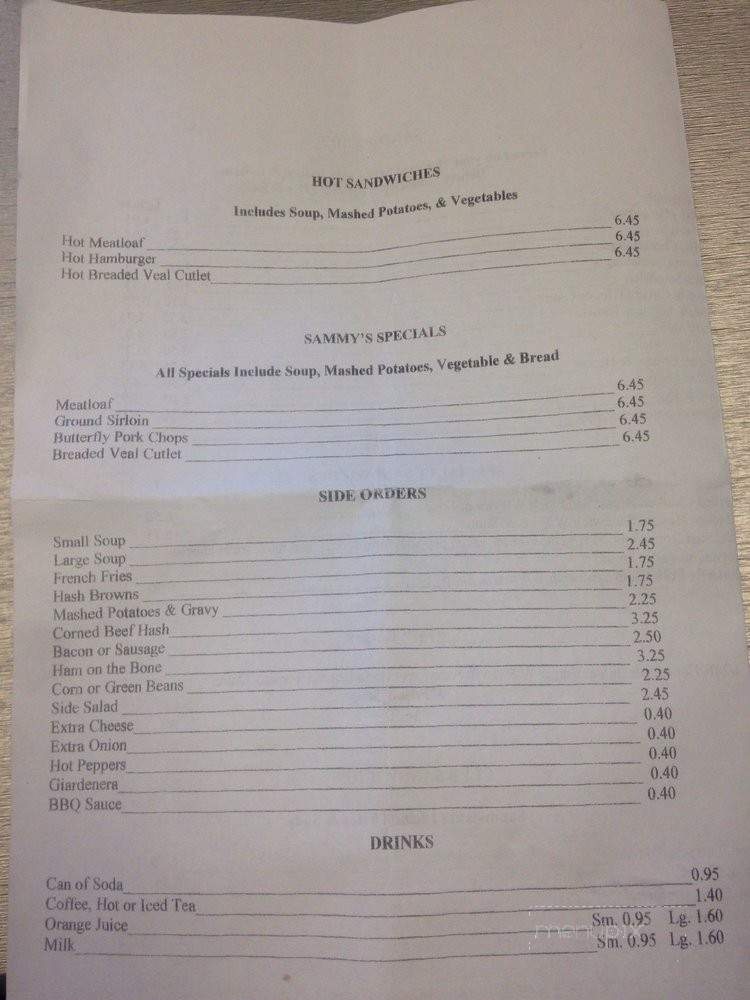 HOT SANDWICHES
Includes Soup, Mashed Potatoes, & Vegetables
Hot Meatloaf 6.45
Hot Hamburger 6.45
Hot Breaded Veal Cutlet 6.45
SAMMY'S SPECIALS
All Specials Include Soup, Mashed Potatoes, Vegetable & Bread
Meatloaf 6.45
Ground Sirloin 6.45
Butterfly Pork Chops 6.45
Breaded Veal Cutlet 6.45
SIDE ORDERS
Small Soup 1.75
Large Soup 2.45
French Fries 1.75
Hash Browns 1.75
Mashed Potatoes & Gravy 2.25
Corned Beef Hash 3.25
Bacon or Sausage 2.50
Ham on the Bone 3.25
Corn or Green Beans 2.25
Side Salad 2.45
Extra Cheese 0.40
Extra Onion 0.40
Hot Peppers 0.40
Giardenera 0.40
BBQ Sauce 0.40
DRINKS
Can of Soda 0.95
Coffee, Hot or Iced Tea 1.40
Orange Juice Sm. 0.95 Lg. 1.60
Milk Sm. 0.95 Lg. 1.60
menupix